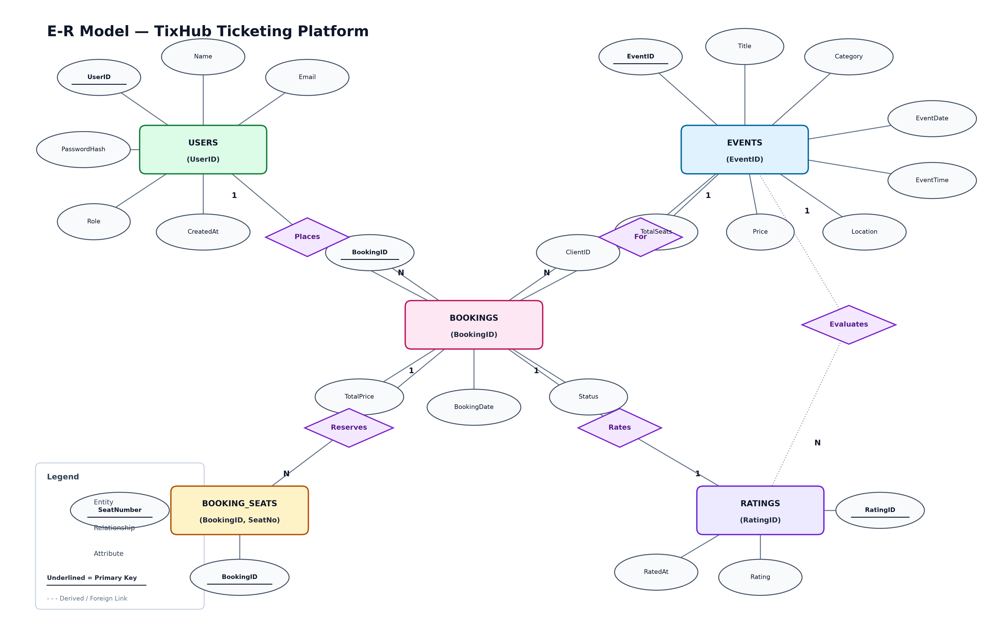 E-R Model — TixHub Ticketing Platform
Name
UserID
Email
EventID
Title
Category
EventDate
USERS
(UserID)
PasswordHash
EVENTS
(EventID)
EventTime
1
1
1
Role
CreatedAt
Places
For
TotalSeats
Price
Location
BookingID
ClientID
N
N
BOOKINGS
(BookingID)
Evaluates
1
1
TotalPrice
BookingDate
Status
Reserves
Rates
N
N
1
Legend
Entity
SeatNumber
Relationship
Attribute
Underlined = Primary Key
- - - Derived / Foreign Link
BOOKING_SEATS
(BookingID, SeatNo)
BookingID
RATINGS
(RatingID)
RatingID
RatedAt
Rating